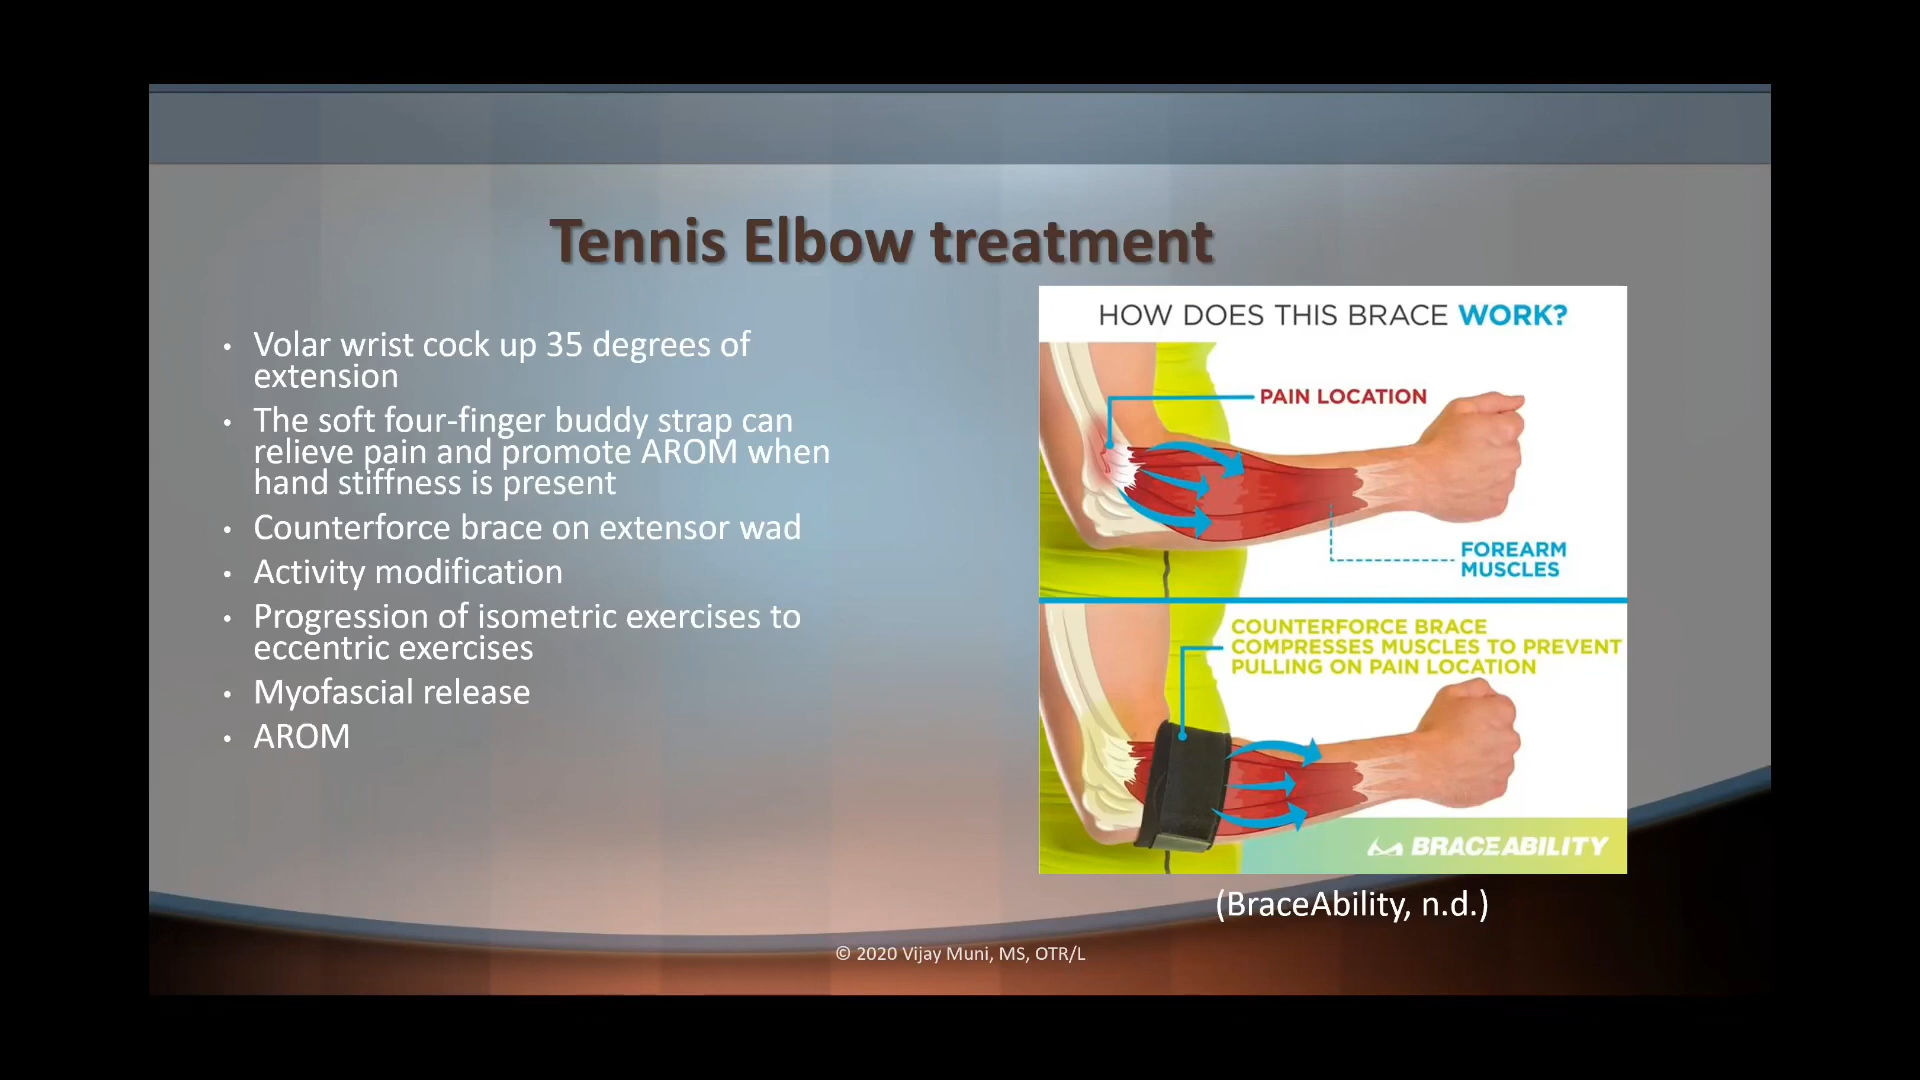 Tennis Elbow treatment
• Volar wrist cock up 35 degrees of
extension
• The soft four-finger buddy strap can
relieve pain and promote AROM when
hand stiffness is present
• Counterforce brace on extensor wad
• Activity modification
• Progression of isometric exercises to
eccentric exercises
• Myofascial release
• AROM
HOW DOES THIS BRACE WORK?
PAIN LOCATION
FOREARM
MUSCLES
COUNTERFORCE BRACE
COMPRESSES MUSCLES TO PREVENT
PULLING ON PAIN LOCATION
BRACEABILITY
(BraceAbility, n.d.)
© 2020 Vijay Muni, MS, OTR/L